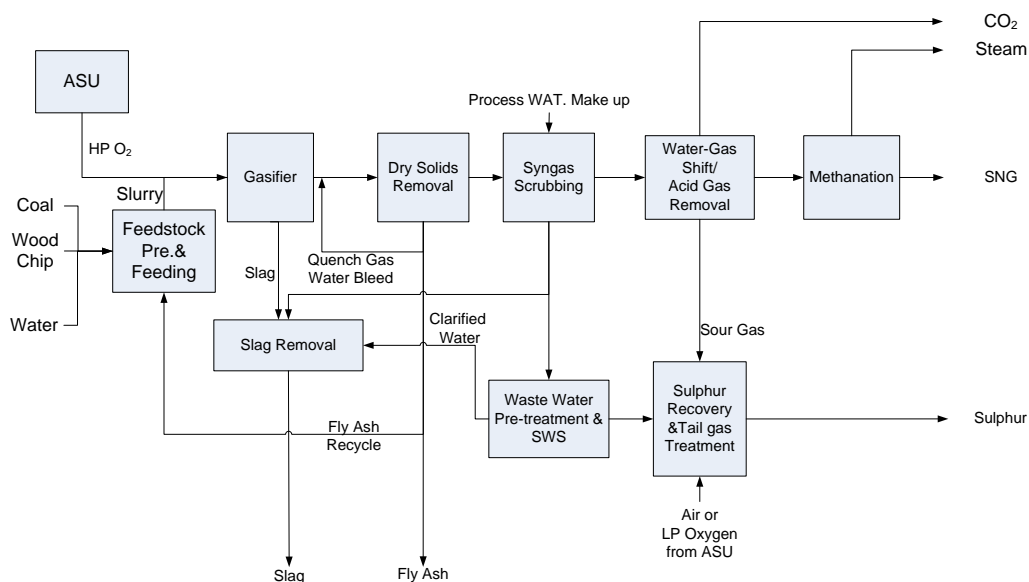 CO₂
Steam
ASU
Process WAT. Make up
HP O₂
Gasifier
Dry Solids
Removal
Syngas
Scrubbing
Water-Gas
Shift/
Acid Gas
Removal
Methanation
SNG
Slurry
Coal
Wood
Chip
Water
Feedstock
Pre.&
Feeding
Slag
Quench Gas
Water Bleed
Slag Removal
Clarified
Water
Sour Gas
Waste Water
Pre-treatment &
SWS
Sulphur
Recovery
&Tail gas
Treatment
Sulphur
Fly Ash
Recycle
Air or
LP Oxygen
from ASU
Slag
Fly Ash